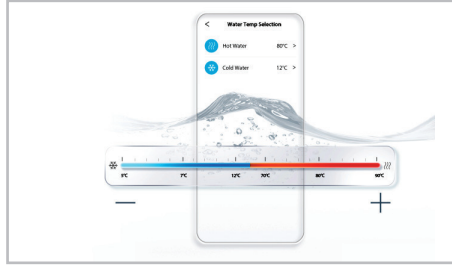 < Water Temp Selection
Hot Water 80°C >
Cold Water 12°C >
5°C 7°C 12°C 70°C 80°C 90°C
— +